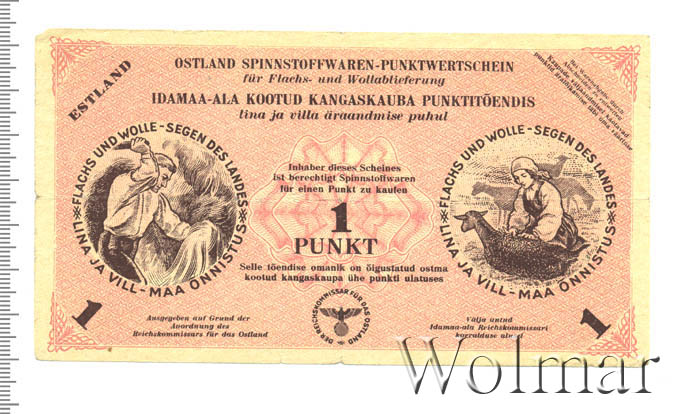 OSTLAND SPINNSTOFFWAREN-PUNKTWERTSCHEIN
für Flachs- und Wollablieferung
IDAMAA-ALA KOOTUD KANGASKAUBA PUNKTITÕENDIS
lina ja villa äraandmise puhul
ESTLAND
FLACHS UND WOLLE - SEGEN DES LANDES
LINA JA VILL - MAA ÕNNISTUS
Inhaber dieses Scheines
ist berechtigt Spinnstoffwaren
für einen Punkt zu kaufen
1
PUNKT
Selle tõendise omanik on õigustatud ostma
kootud kangaskaupa ühe punkti ulatuses
FLACHS UND WOLLE - SEGEN DES LANDES
LINA JA VILL - MAA ÕNNISTUS
1
Ausgegeben auf Grund der
Anordnung des
Reichskommissars für das Ostland
DER REICHSKOMMISSAR FÜR DAS OSTLAND
Välja antud
Idamaa-ala Reichskommissari
korralduse alusel
1
Wolmar